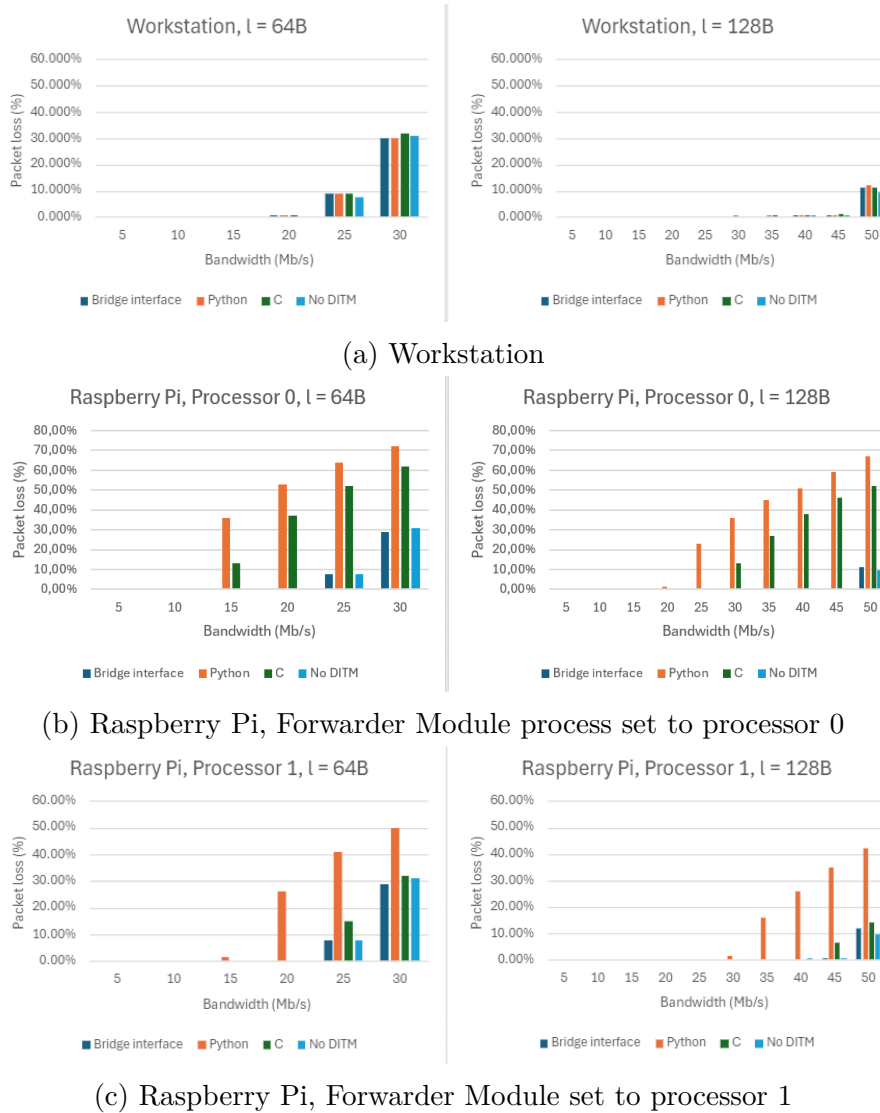 Workstation, l = 64B
60.000%
50.000%
40.000%
30.000%
20.000%
10.000%
0.000%
Packet loss (%)
5 10 15 20 25 30
Bandwidth (Mb/s)
Bridge interface Python C No DITM
Workstation, l = 128B
60.000%
50.000%
40.000%
30.000%
20.000%
10.000%
0.000%
Packet loss (%)
5 10 15 20 25 30 35 40 45 50
Bandwidth (Mb/s)
Bridge interface Python C No DITM
(a) Workstation
Raspberry Pi, Processor 0, l = 64B
80,00%
70,00%
60,00%
50,00%
40,00%
30,00%
20,00%
10,00%
0,00%
Packet loss (%)
5 10 15 20 25 30
Bandwidth (Mb/s)
Bridge interface Python C No DITM
Raspberry Pi, Processor 0, l = 128B
80,00%
70,00%
60,00%
50,00%
40,00%
30,00%
20,00%
10,00%
0,00%
Packet loss (%)
5 10 15 20 25 30 35 40 45 50
Bandwidth (Mb/s)
Bridge interface Python C No DITM
(b) Raspberry Pi, Forwarder Module process set to processor 0
Raspberry Pi, Processor 1, l = 64B
60.00%
50.00%
40.00%
30.00%
20.00%
10.00%
0.00%
Packet loss (%)
5 10 15 20 25 30
Bandwidth (Mb/s)
Bridge interface Python C No DITM
Raspberry Pi, Processor 1, l = 128B
60.00%
50.00%
40.00%
30.00%
20.00%
10.00%
0.00%
Packet loss (%)
5 10 15 20 25 30 35 40 45 50
Bandwidth (Mb/s)
Bridge interface Python C No DITM
(c) Raspberry Pi, Forwarder Module set to processor 1